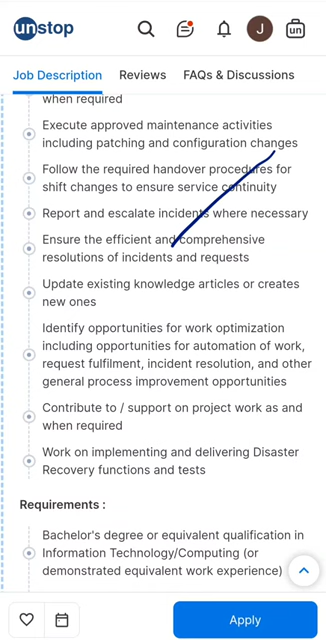 unstop
J
un
Job Description Reviews FAQs & Discussions
when required
Execute approved maintenance activities
including patching and configuration changes
Follow the required handover procedures for
shift changes to ensure service continuity
Report and escalate incidents where necessary
Ensure the efficient and comprehensive
resolutions of incidents and requests
Update existing knowledge articles or creates
new ones
Identify opportunities for work optimization
including opportunities for automation of work,
request fulfilment, incident resolution, and other
general process improvement opportunities
Contribute to / support on project work as and
when required
Work on implementing and delivering Disaster
Recovery functions and tests
Requirements :
Bachelor's degree or equivalent qualification in
Information Technology/Computing (or
demonstrated equivalent work experience)
Apply